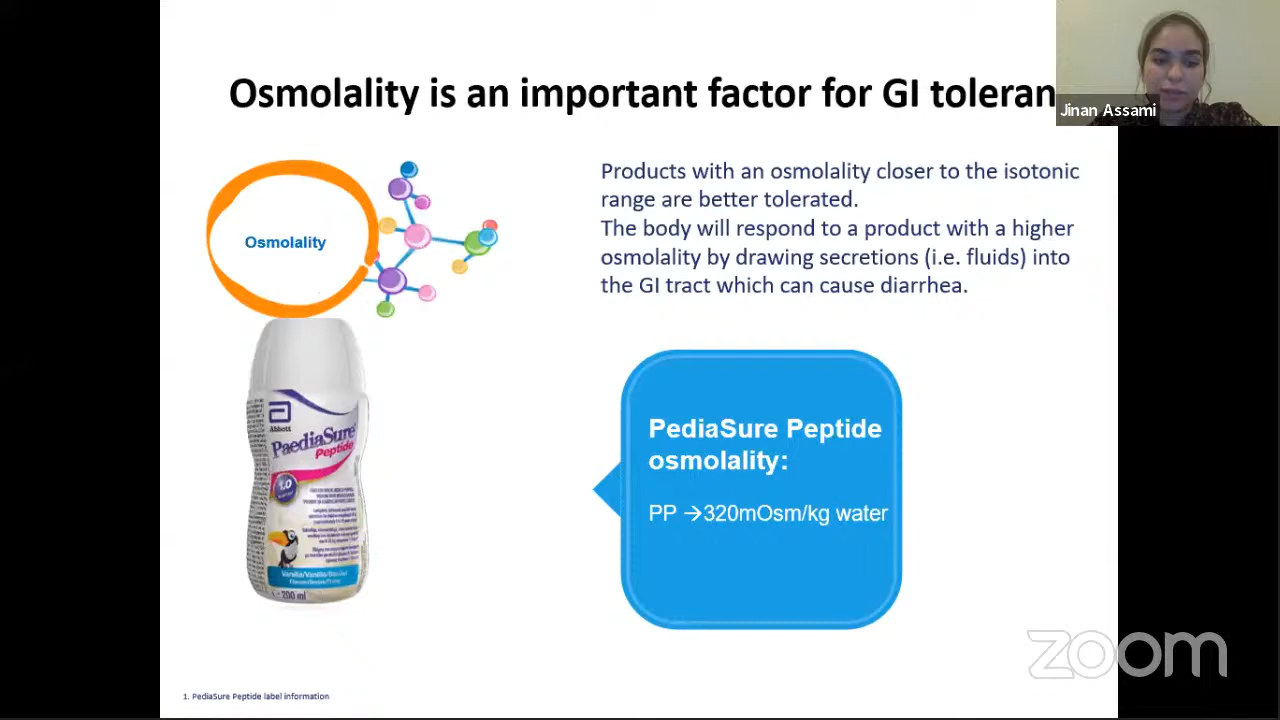 Osmolality is an important factor for GI toleran
Jinan Assami
Products with an osmolality closer to the isotonic
range are better tolerated.
The body will respond to a product with a higher
osmolality by drawing secretions (i.e. fluids) into
the GI tract which can cause diarrhea.
Osmolality
Abbott
PaediaSure
Peptide
1.0
Vanilla/Vanille/
200 ml
PediaSure Peptide
osmolality:
PP →320mOsm/kg water
zoom
1. PediaSure Peptide label information